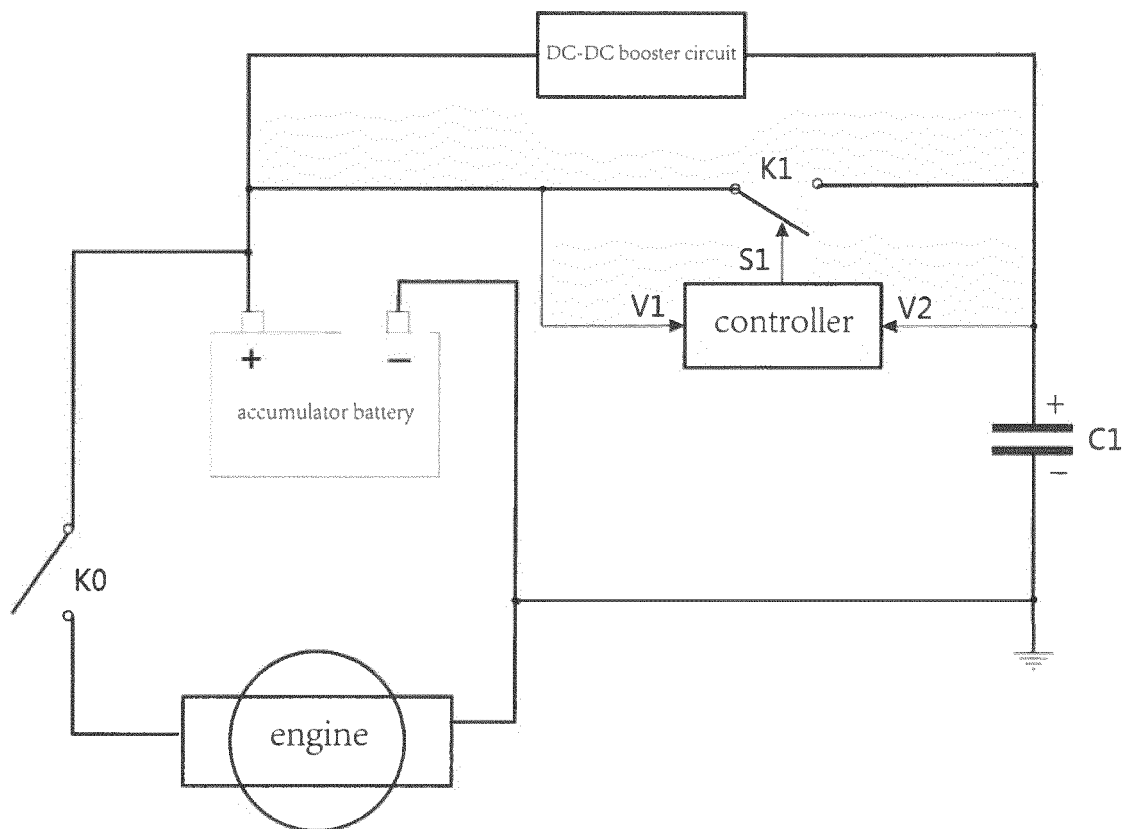 DC-DC booster circuit
K1
S1
V1
controller
V2
+
−
accumulator battery
+
C1
−
K0
engine